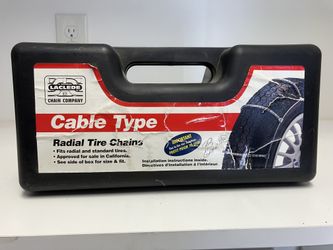 LACLEDE
CHAIN COMPANY
Cable Type
Radial Tire Chains
• Fits radial and standard tires.
• Approved for sale in California.
• See side of box for size & fit.
IMPORTANT
Installation instructions inside.
Directives d'installation à l'intérieur